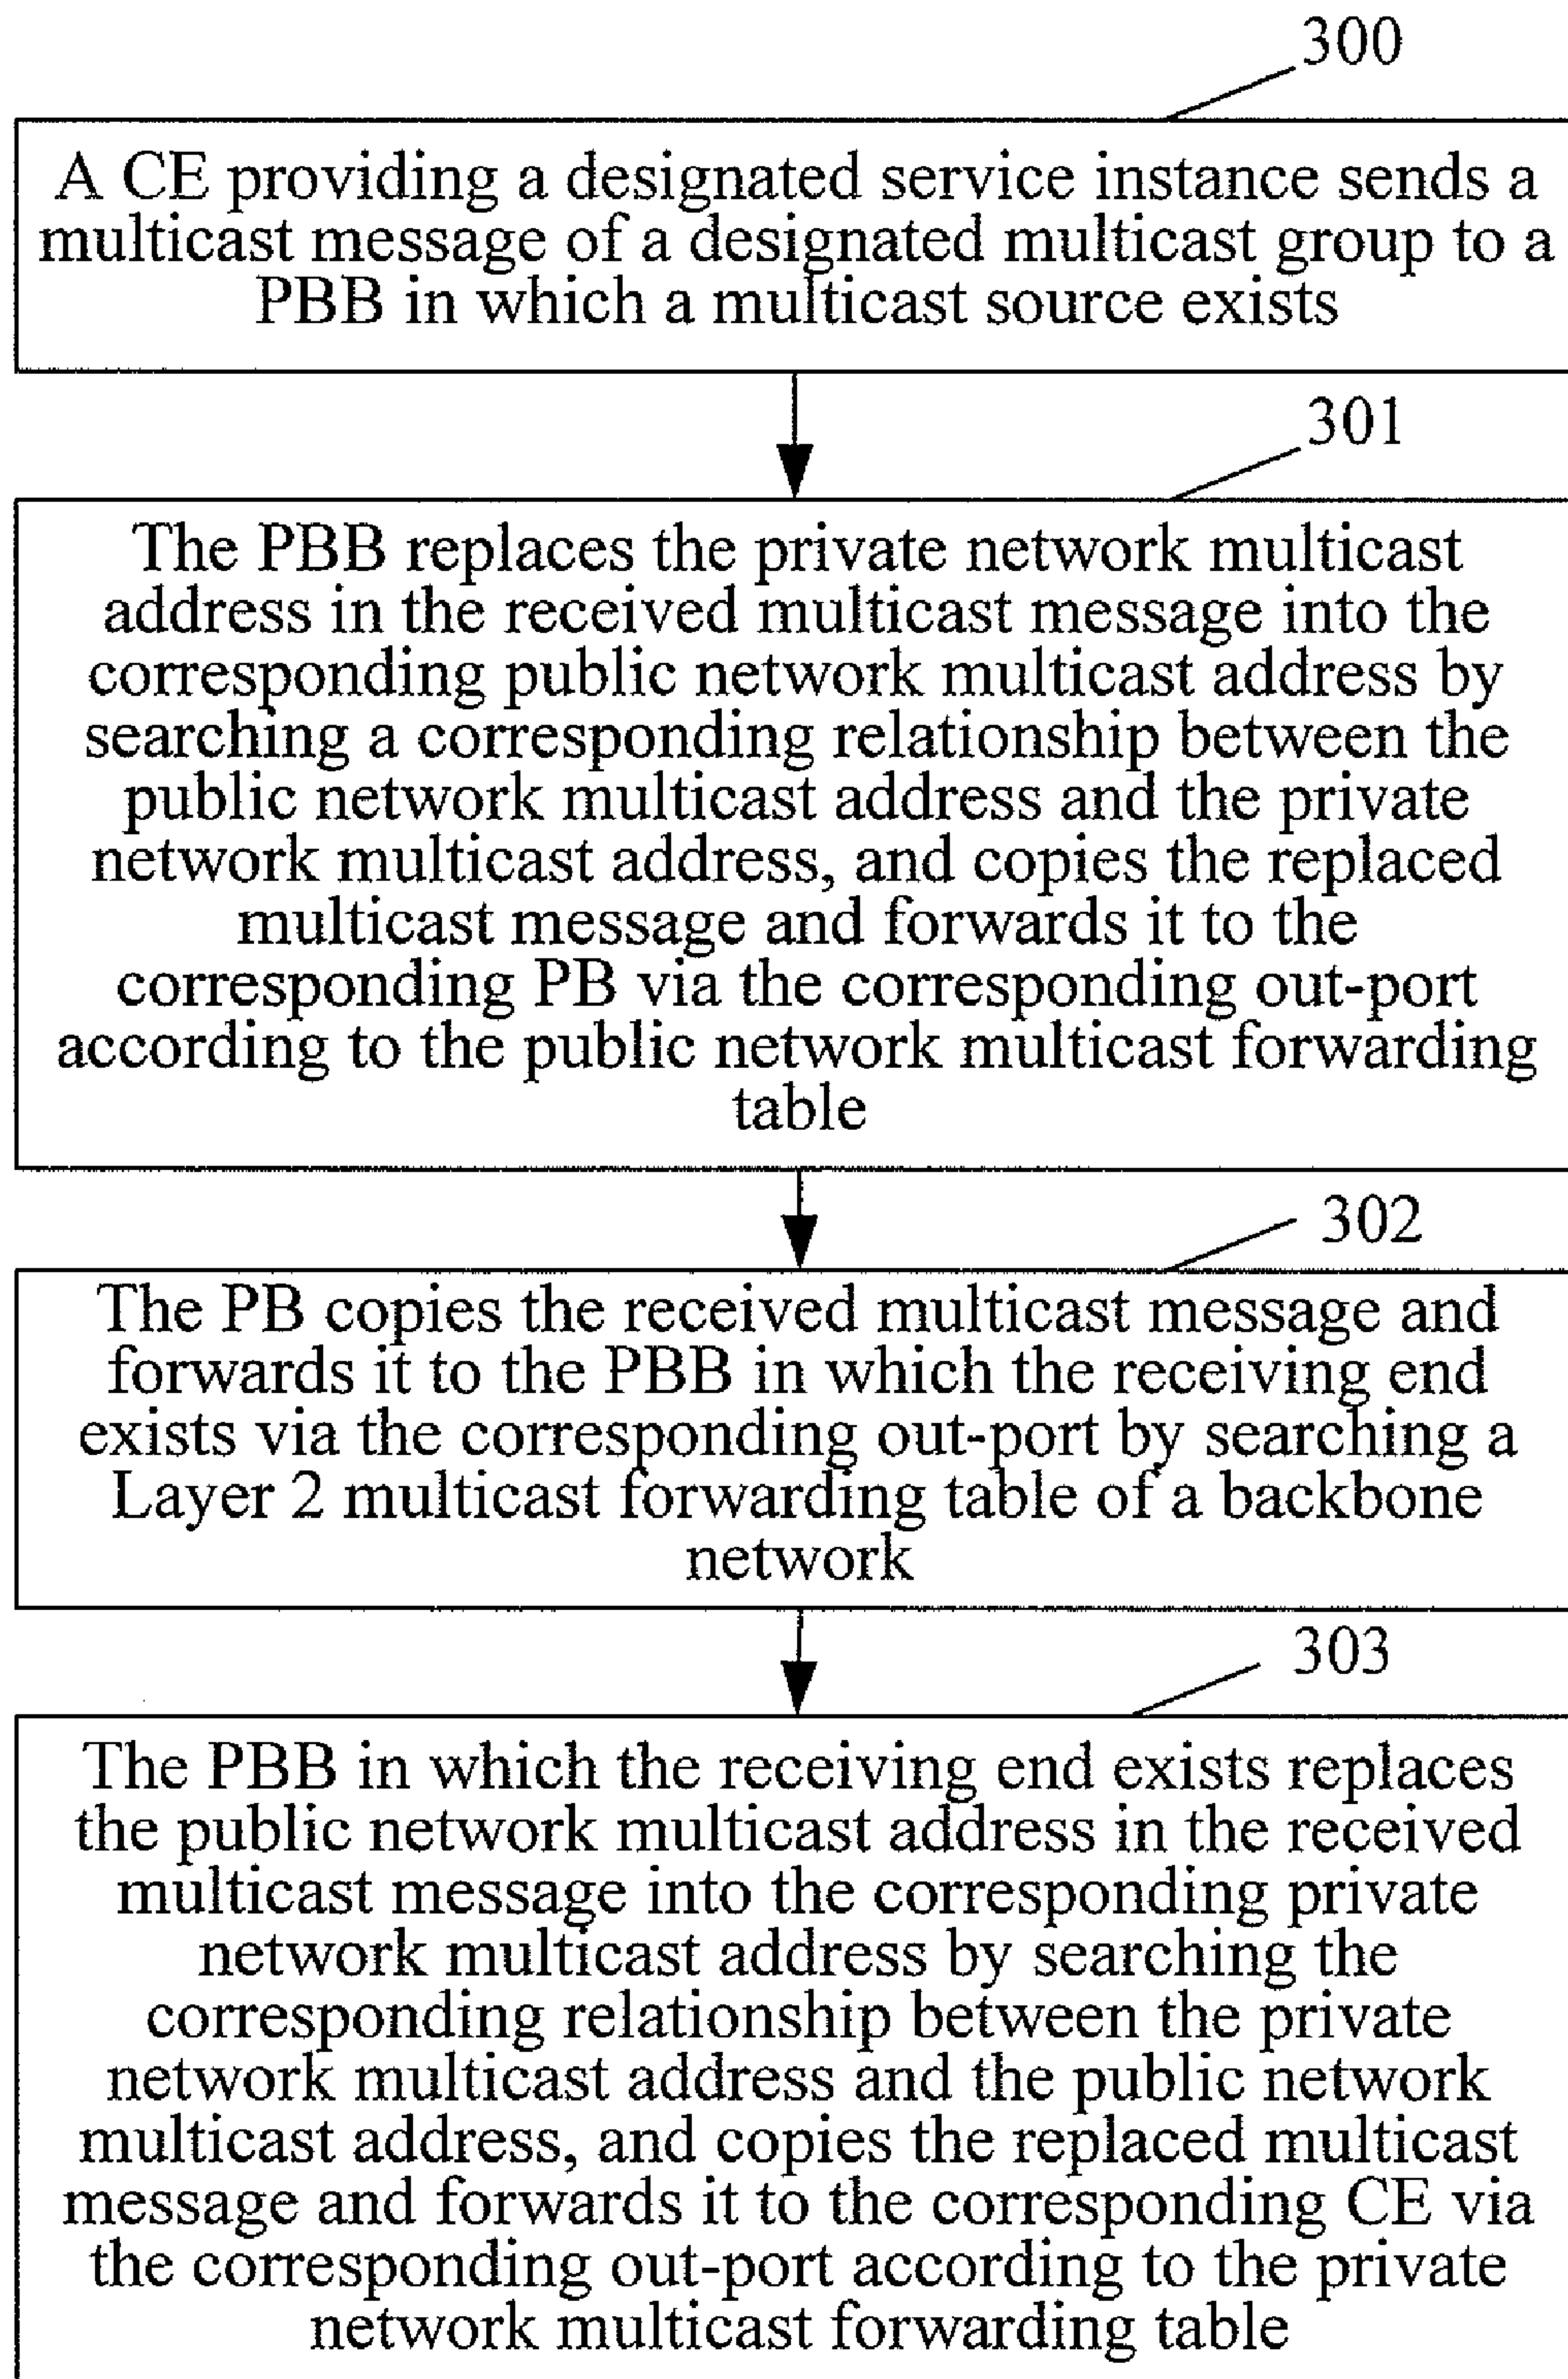 300
A CE providing a designated service instance sends a
multicast message of a designated multicast group to a
PBB in which a multicast source exists
301
The PBB replaces the private network multicast
address in the received multicast message into the
corresponding public network multicast address by
searching a corresponding relationship between the
public network multicast address and the private
network multicast address, and copies the replaced
multicast message and forwards it to the
corresponding PB via the corresponding out-port
according to the public network multicast forwarding
table
302
The PB copies the received multicast message and
forwards it to the PBB in which the receiving end
exists via the corresponding out-port by searching a
Layer 2 multicast forwarding table of a backbone
network
303
The PBB in which the receiving end exists replaces
the public network multicast address in the received
multicast message into the corresponding private
network multicast address by searching the
corresponding relationship between the private
network multicast address and the public network
multicast address, and copies the replaced multicast
message and forwards it to the corresponding CE via
the corresponding out-port according to the private
network multicast forwarding table